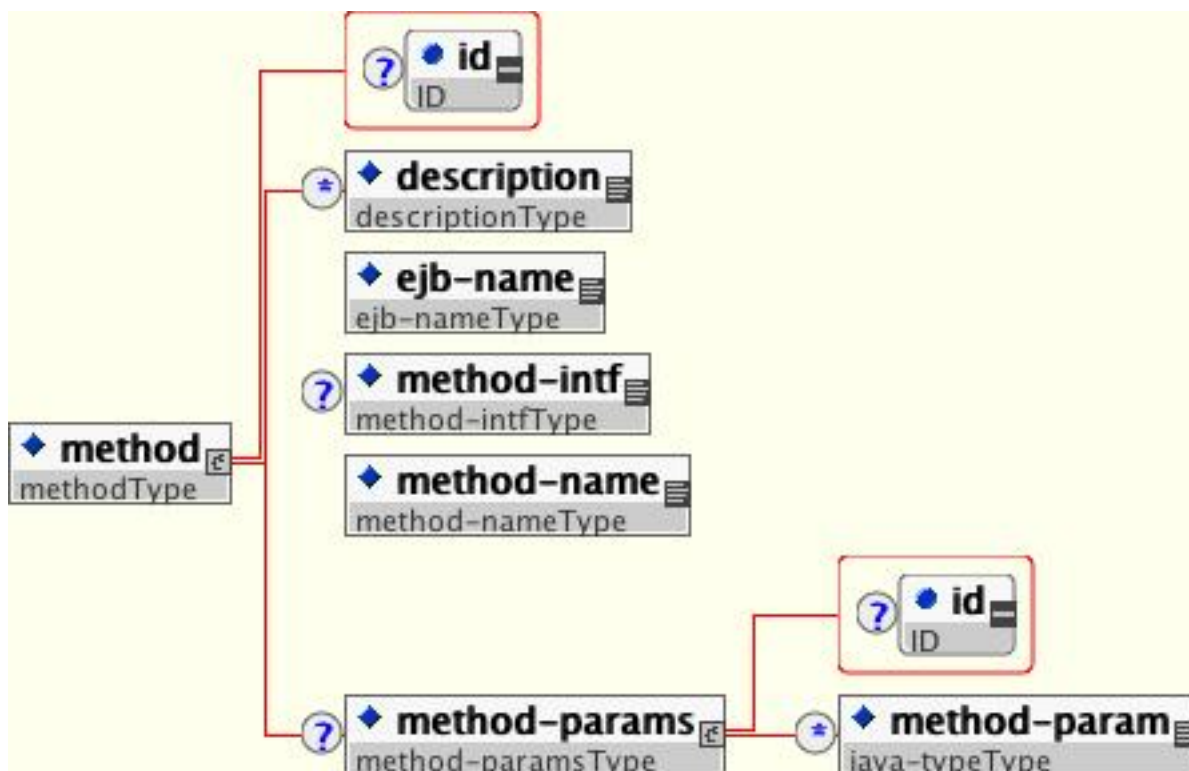 ? id
ID
* description
descriptionType
ejb-name
ejb-nameType
? method-intf
method-intfType
method
methodType
method-name
method-nameType
? id
ID
? method-params
method-paramsType
* method-param
java-typeType